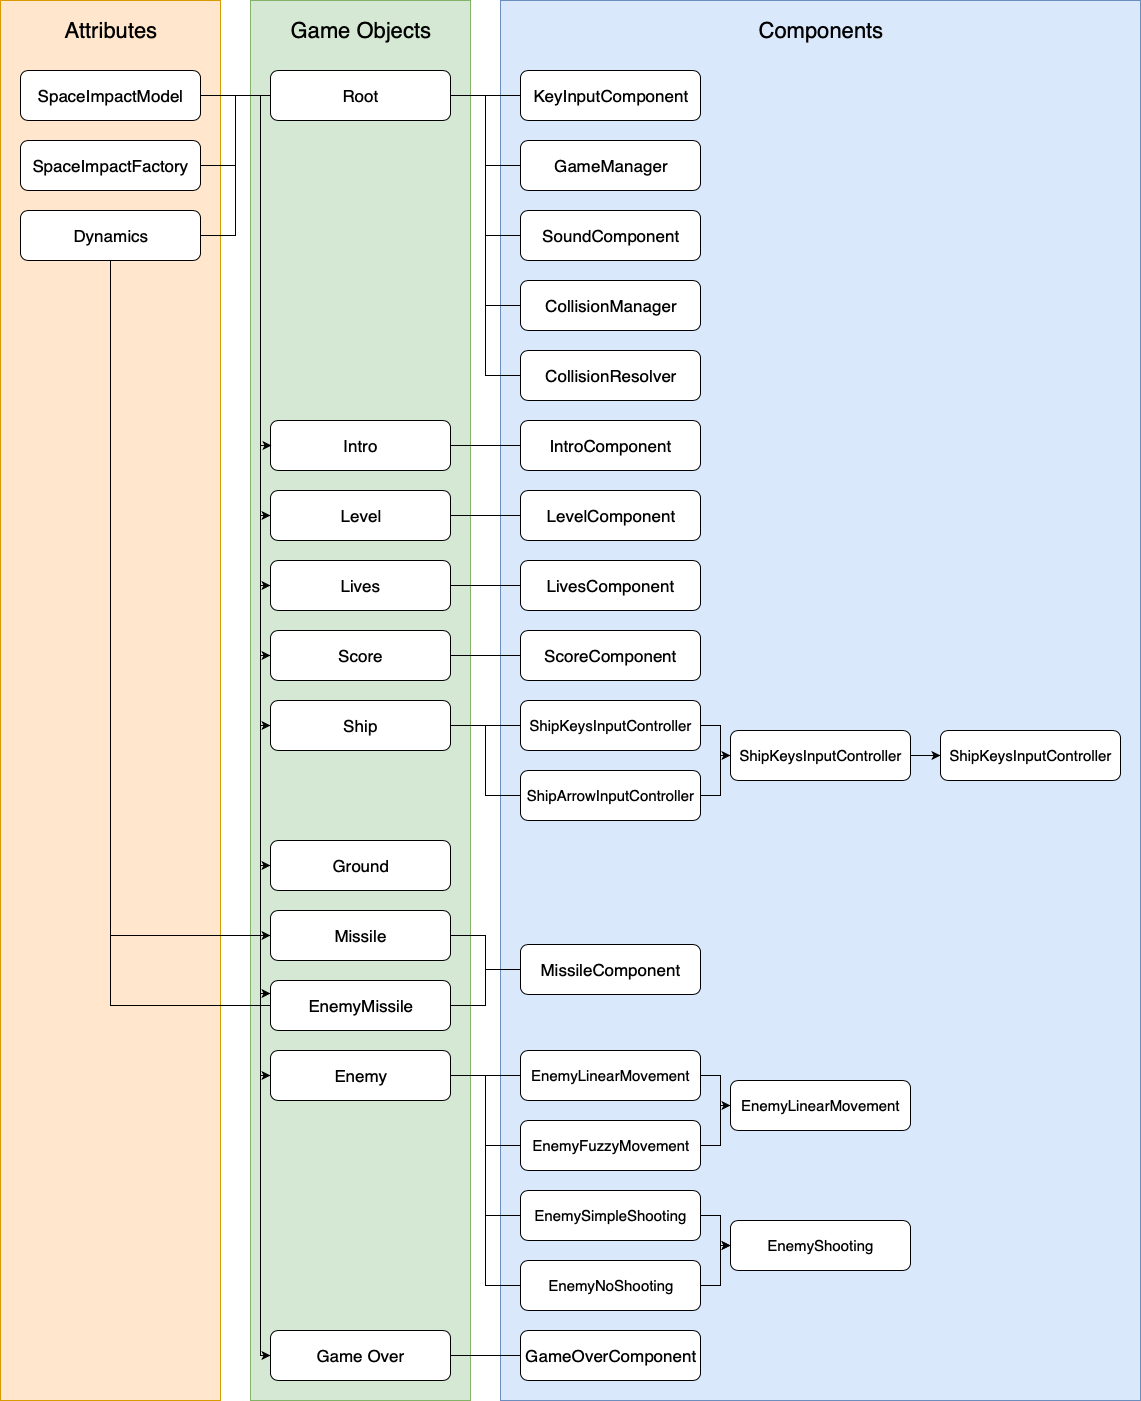 Attributes
Game Objects
Components
SpaceImpactModel
Root
KeyInputComponent
SpaceImpactFactory
GameManager
Dynamics
SoundComponent
CollisionManager
CollisionResolver
Intro
IntroComponent
Level
LevelComponent
Lives
LivesComponent
Score
ScoreComponent
Ship
ShipKeysInputController
ShipKeysInputController
ShipKeysInputController
ShipArrowInputController
Ground
Missile
MissileComponent
EnemyMissile
Enemy
EnemyLinearMovement
EnemyLinearMovement
EnemyFuzzyMovement
EnemySimpleShooting
EnemyShooting
EnemyNoShooting
Game Over
GameOverComponent